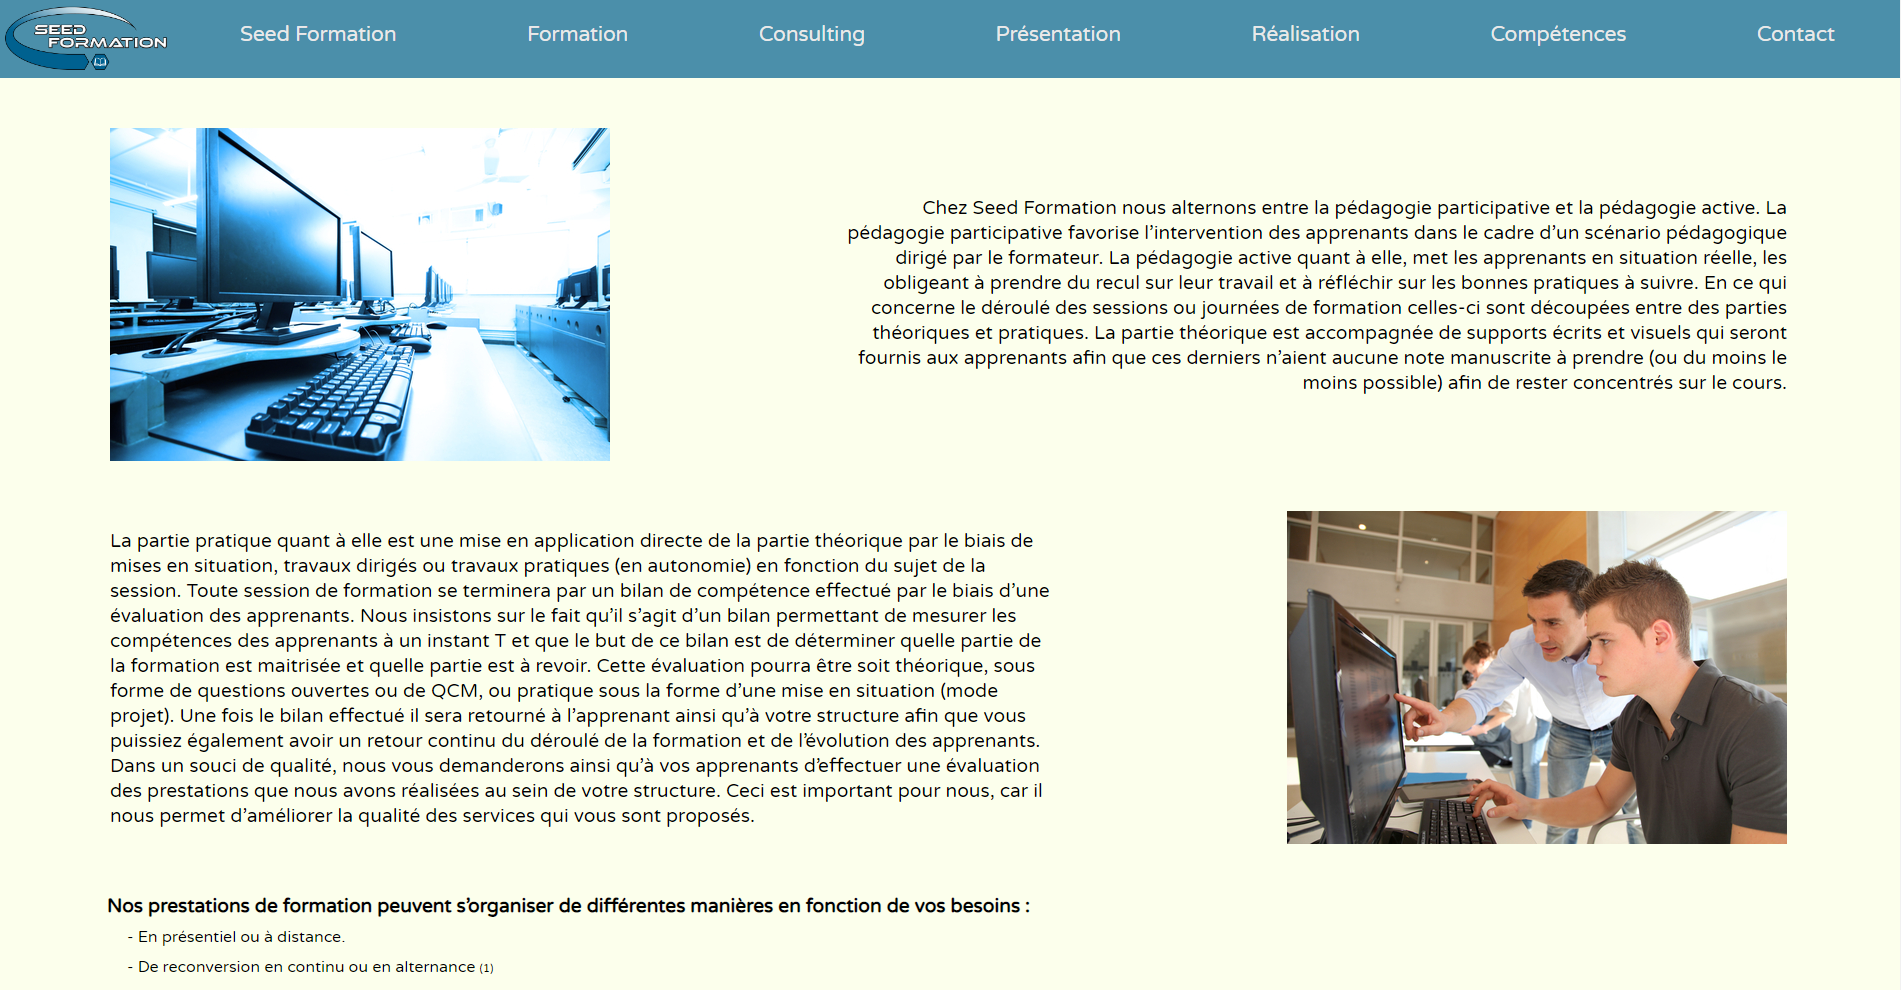 SEED
FORMATION
Seed Formation
Formation
Consulting
Présentation
Réalisation
Compétences
Contact
Chez Seed Formation nous alternons entre la pédagogie participative et la pédagogie active. La
pédagogie participative favorise l’intervention des apprenants dans le cadre d’un scénario pédagogique
dirigé par le formateur. La pédagogie active quant à elle, met les apprenants en situation réelle, les
obligeant à prendre du recul sur leur travail et à réfléchir sur les bonnes pratiques à suivre. En ce qui
concerne le déroulé des sessions ou journées de formation celles-ci sont découpées entre des parties
théoriques et pratiques. La partie théorique est accompagnée de supports écrits et visuels qui seront
fournis aux apprenants afin que ces derniers n’aient aucune note manuscrite à prendre (ou du moins le
moins possible) afin de rester concentrés sur le cours.
La partie pratique quant à elle est une mise en application directe de la partie théorique par le biais de
mises en situation, travaux dirigés ou travaux pratiques (en autonomie) en fonction du sujet de la
session. Toute session de formation se terminera par un bilan de compétence effectué par le biais d’une
évaluation des apprenants. Nous insistons sur le fait qu’il s’agit d’un bilan permettant de mesurer les
compétences des apprenants à un instant T et que le but de ce bilan est de déterminer quelle partie de
la formation est maitrisée et quelle partie est à revoir. Cette évaluation pourra être soit théorique, sous
forme de questions ouvertes ou de QCM, ou pratique sous la forme d’une mise en situation (mode
projet). Une fois le bilan effectué il sera retourné à l’apprenant ainsi qu’à votre structure afin que vous
puissiez également avoir un retour continu du déroulé de la formation et de l’évolution des apprenants.
Dans un souci de qualité, nous vous demanderons ainsi qu’à vos apprenants d’effectuer une évaluation
des prestations que nous avons réalisées au sein de votre structure. Ceci est important pour nous, car il
nous permet d’améliorer la qualité des services qui vous sont proposés.
Nos prestations de formation peuvent s’organiser de différentes manières en fonction de vos besoins :
- En présentiel ou à distance.
- De reconversion en continu ou en alternance (1)